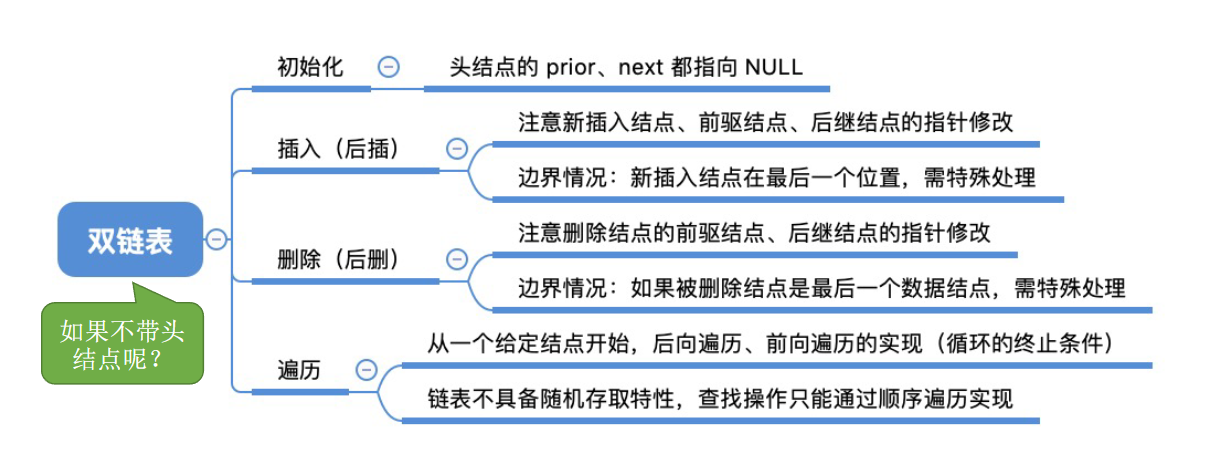 双链表
如果不带头
结点呢？
初始化
头结点的 prior、next 都指向 NULL
插入（后插）
注意新插入结点、前驱结点、后继结点的指针修改
边界情况：新插入结点在最后一个位置，需特殊处理
删除（后删）
注意删除结点的前驱结点、后继结点的指针修改
边界情况：如果被删除结点是最后一个数据结点，需特殊处理
遍历
从一个给定结点开始，后向遍历、前向遍历的实现（循环的终止条件）
链表不具备随机存取特性，查找操作只能通过顺序遍历实现